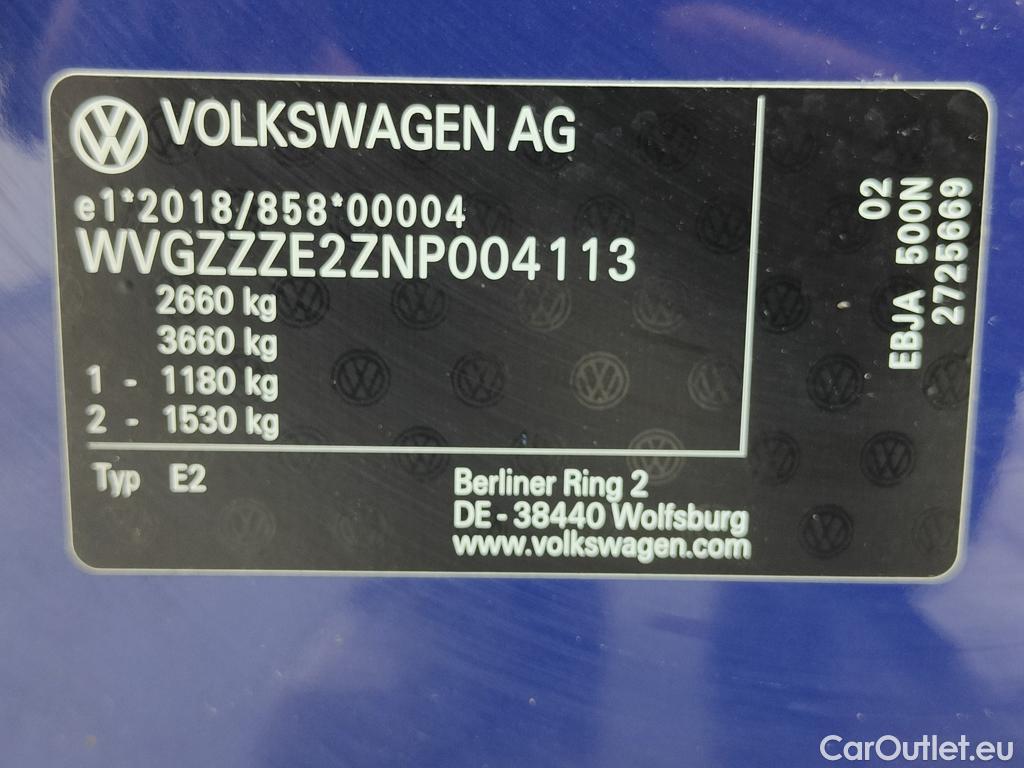 VOLKSWAGEN AG
e1*2018/858*00004
WVGZZZE2ZNP004113
2660 kg
3660 kg
1 - 1180 kg
2 - 1530 kg
Typ E2
Berliner Ring 2
DE - 38440 Wolfsburg
www.volkswagen.com
02
EBJA 500N
2725669
CarOutlet.eu